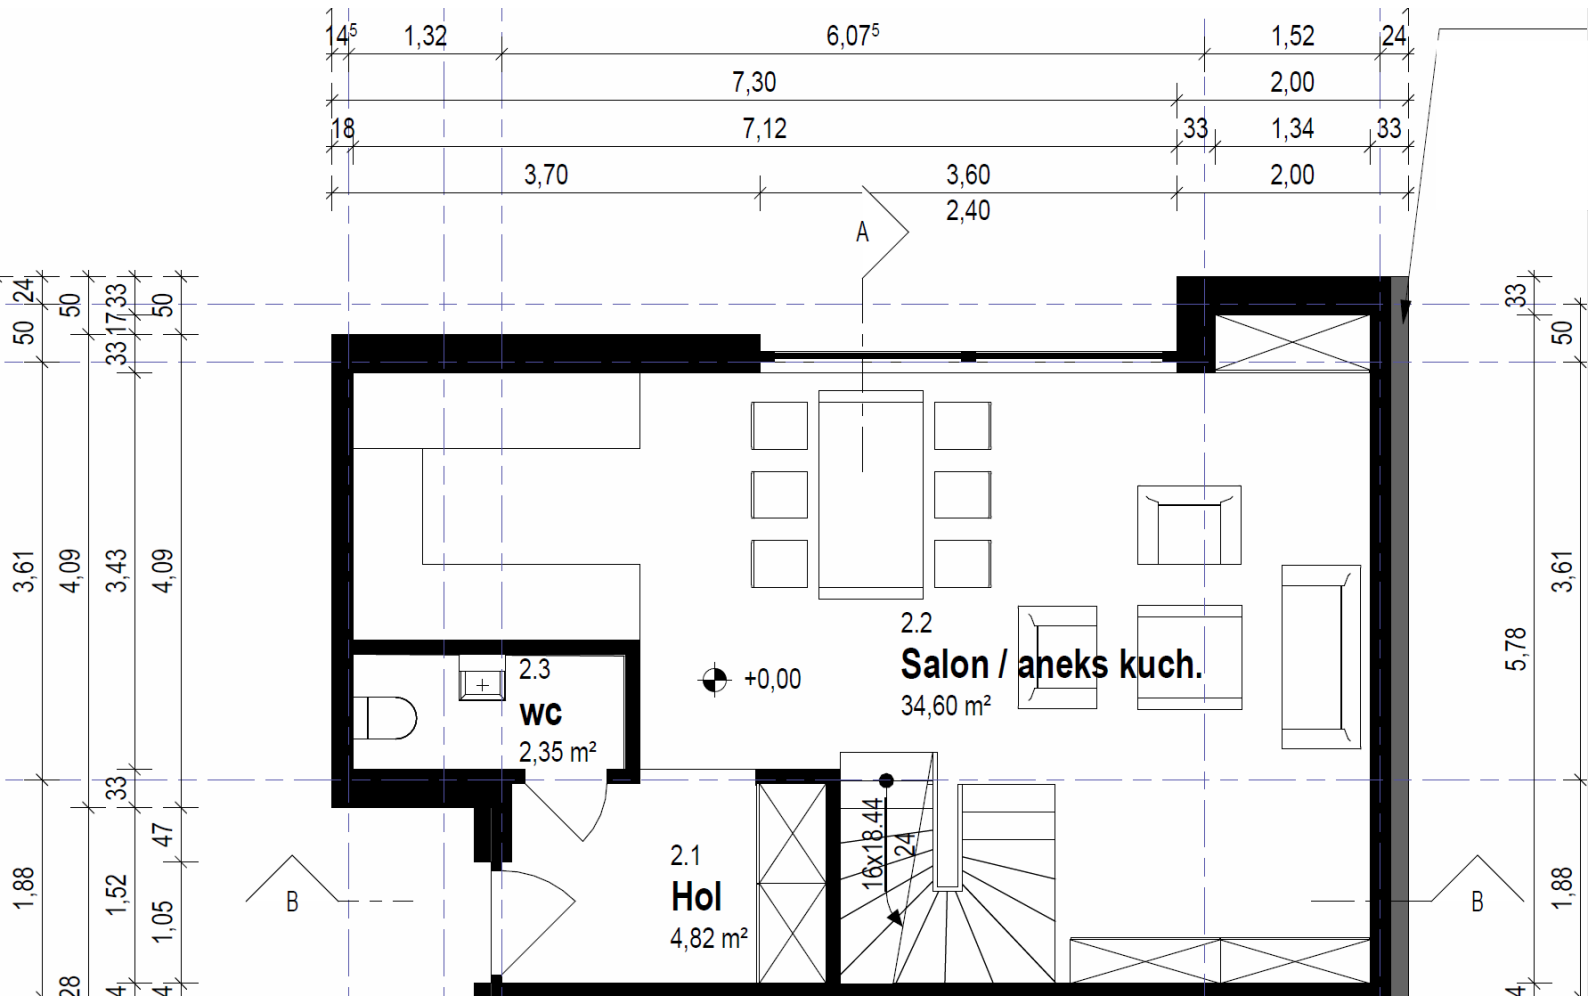 14⁵ 1,32 6,07⁵ 1,52 24
7,30 2,00
18 7,12 33 1,34 33
3,70 3,60 2,00
2,40
A
24 50 33 50
50 17
33
33
50
3,61 4,09 3,43 4,09
3,61
5,78
2.2
Salon / aneks kuch.
34,60 m²
+0,00
2.3
wc
2,35 m²
33
47
1,88 1,52 1,05
28
2.1
Hol
4,82 m²
16x18.44
24
1,88
B
B